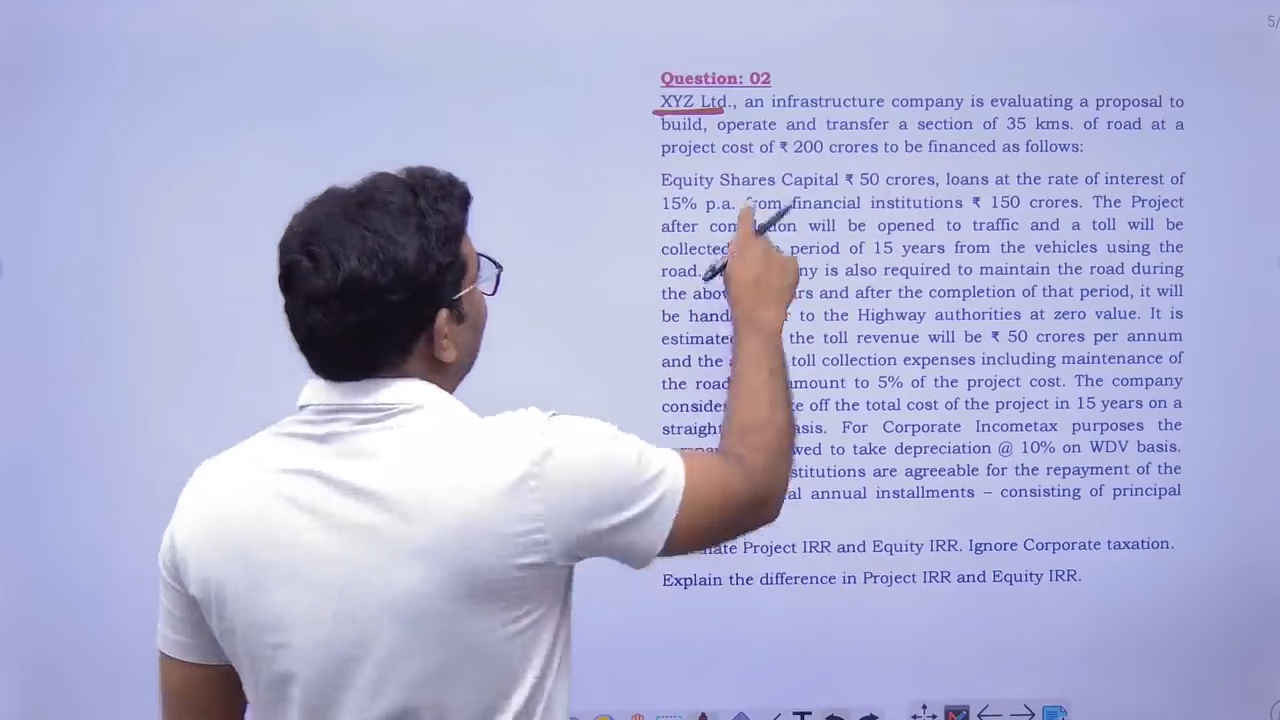 5/
Question: 02
XYZ Ltd., an infrastructure company is evaluating a proposal to
build, operate and transfer a section of 35 kms. of road at a
project cost of ₹ 200 crores to be financed as follows:
Equity Shares Capital ₹ 50 crores, loans at the rate of interest of
15% p.a. from financial institutions ₹ 150 crores. The Project
after will be opened to traffic and a toll will be
collected period of 15 years from the vehicles using the
road. is also required to maintain the road during
the and after the completion of that period, it will
be to the Highway authorities at zero value. It is
the toll revenue will be ₹ 50 crores per annum
and the toll collection expenses including maintenance of
the road amount to 5% of the project cost. The company
off the total cost of the project in 15 years on a
For Corporate Incometax purposes the
to take depreciation @ 10% on WDV basis.
are agreeable for the repayment of the
annual installments – consisting of principal
Project IRR and Equity IRR. Ignore Corporate taxation.
Explain the difference in Project IRR and Equity IRR.